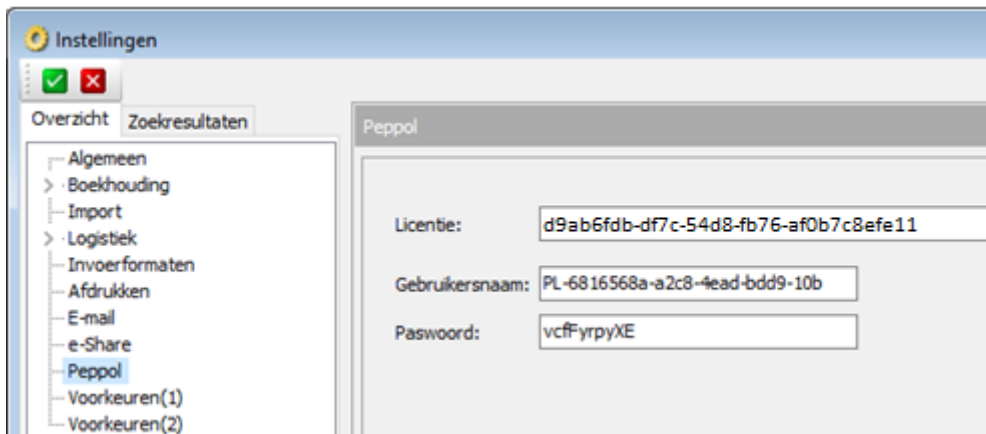 Instellingen
Overzicht Zoekresultaten
Algemeen
Boekhouding
Import
Logistiek
Invoerformaten
Afdrukken
E-mail
e-Share
Peppol
Voorkeuren(1)
Voorkeuren(2)
Peppol
Licentie: d9ab6fdb-df7c-54d8-fb76-af0b7c8efe11
Gebruikersnaam: PL-6816568a-a2c8-4ead-bdd9-10b
Paswoord: vcfFyrpyXE